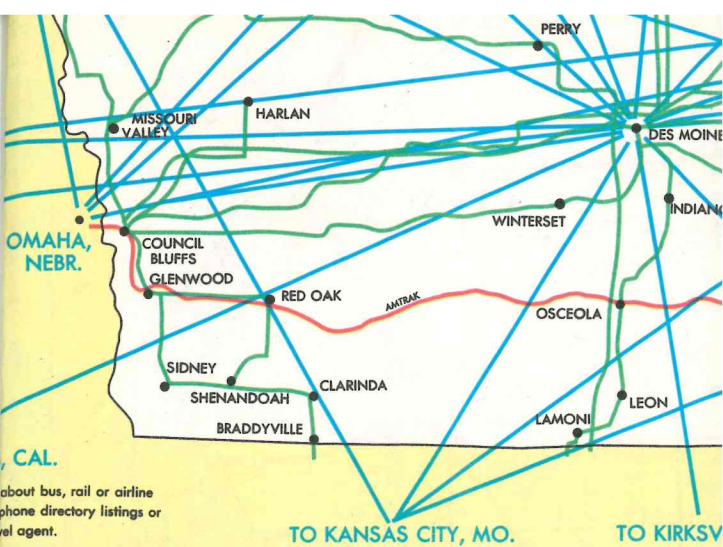 PERRY
MISSOURI
VALLEY
HARLAN
DES MOINE
WINTERSET
INDIAN
OMAHA,
NEBR.
COUNCIL
BLUFFS
GLENWOOD
RED OAK
AMTRAK
OSCEOLA
SIDNEY
SHENANDOAH
CLARINDA
LEON
LAMONI
BRADDYVILLE
, CAL.
about bus, rail or airline
phone directory listings or
vel agent.
TO KANSAS CITY, MO.
TO KIRKSV